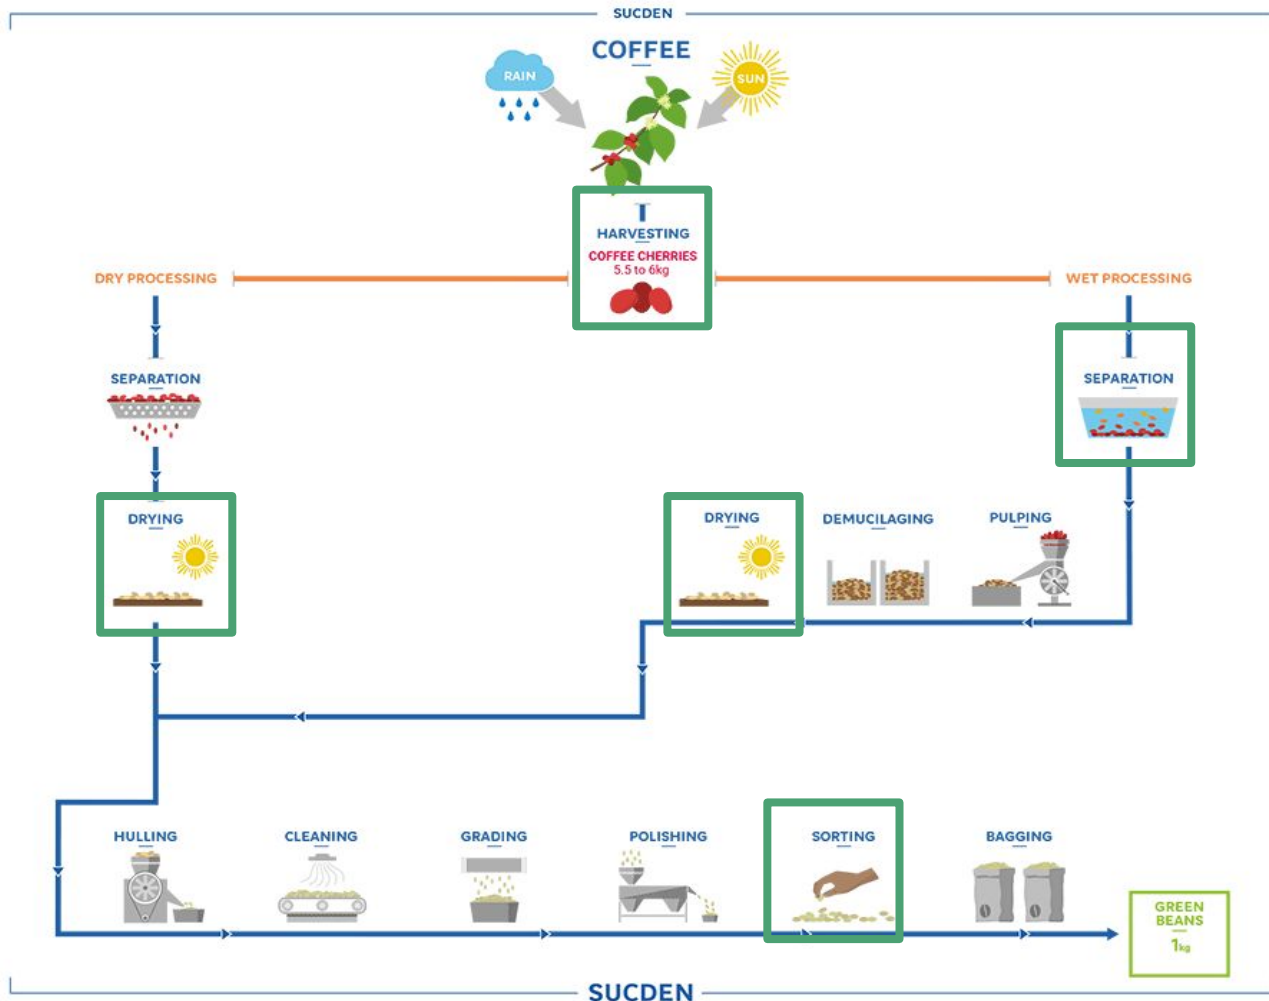 SUCDEN
COFFEE
RAIN
SUN
HARVESTING
COFFEE CHERRIES
5.5 to 6kg
DRY PROCESSING
WET PROCESSING
SEPARATION
SEPARATION
DRYING
DRYING
DEMUCILAGING
PULPING
HULLING
CLEANING
GRADING
POLISHING
SORTING
BAGGING
GREEN
BEANS
1kg
SUCDEN